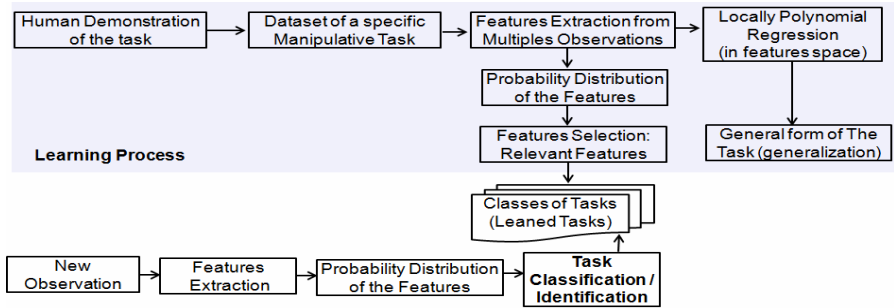 Human Demonstration
of the task
Dataset of a specific
Manipulative Task
Features Extraction from
Multiples Observations
Locally Polynomial
Regression
(in features space)
Probability Distribution
of the Features
Features Selection:
Relevant Features
General form of The
Task (generalization)
Learning Process
Classes of Tasks
(Leaned Tasks)
New
Observation
Features
Extraction
Probability Distribution
of the Features
Task
Classification /
Identification